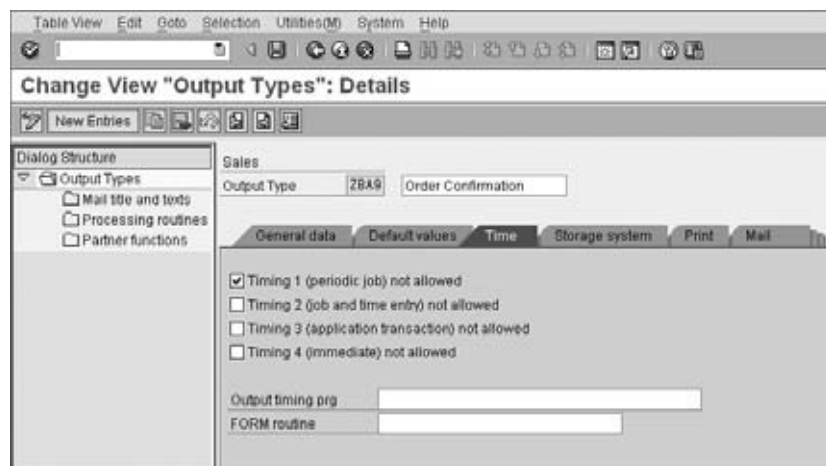 Table View Edit Goto Selection Utilities(M) System Help
Change View "Output Types": Details
New Entries
Dialog Structure
Output Types
Mail title and texts
Processing routines
Partner functions
Sales
Output Type ZBA9 Order Confirmation
General data Default values Time Storage system Print Mail
Timing 1 (periodic job) not allowed
Timing 2 (job and time entry) not allowed
Timing 3 (application transaction) not allowed
Timing 4 (immediate) not allowed
Output timing prg
FORM routine